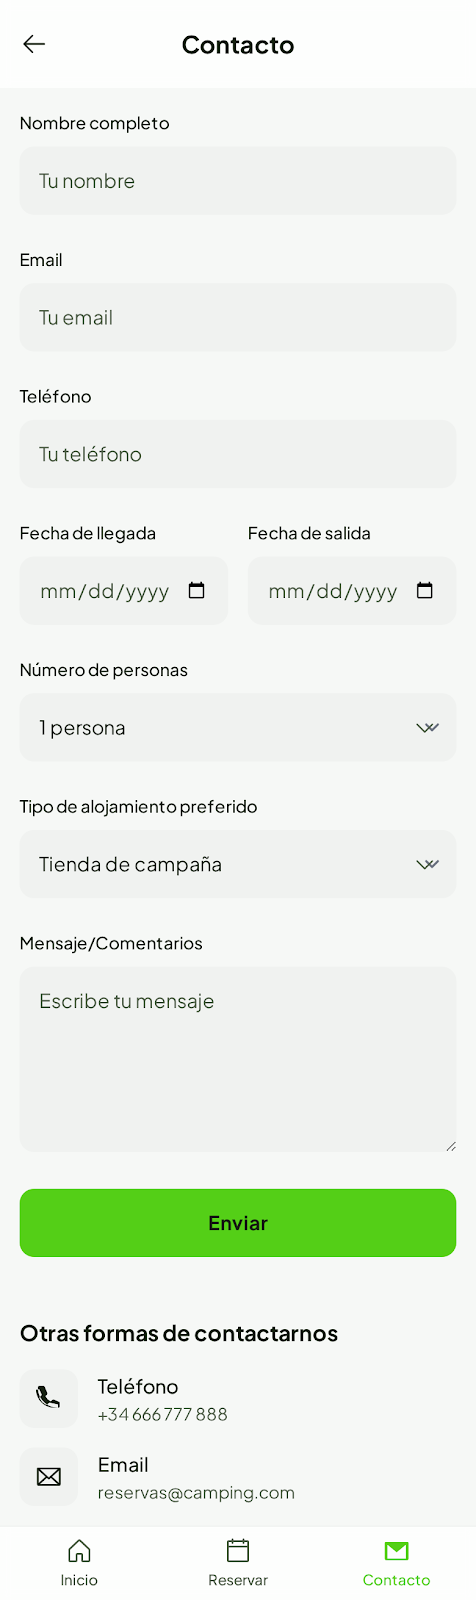 Contacto
Nombre completo
Tu nombre
Email
Tu email
Teléfono
Tu teléfono
Fecha de llegada
Fecha de salida
mm/dd/yyyy
mm/dd/yyyy
Número de personas
1 persona
Tipo de alojamiento preferido
Tienda de campaña
Mensaje/Comentarios
Escribe tu mensaje
Enviar
Otras formas de contactarnos
Teléfono
+34 666 777 888
Email
reservas@camping.com
Inicio
Reservar
Contacto